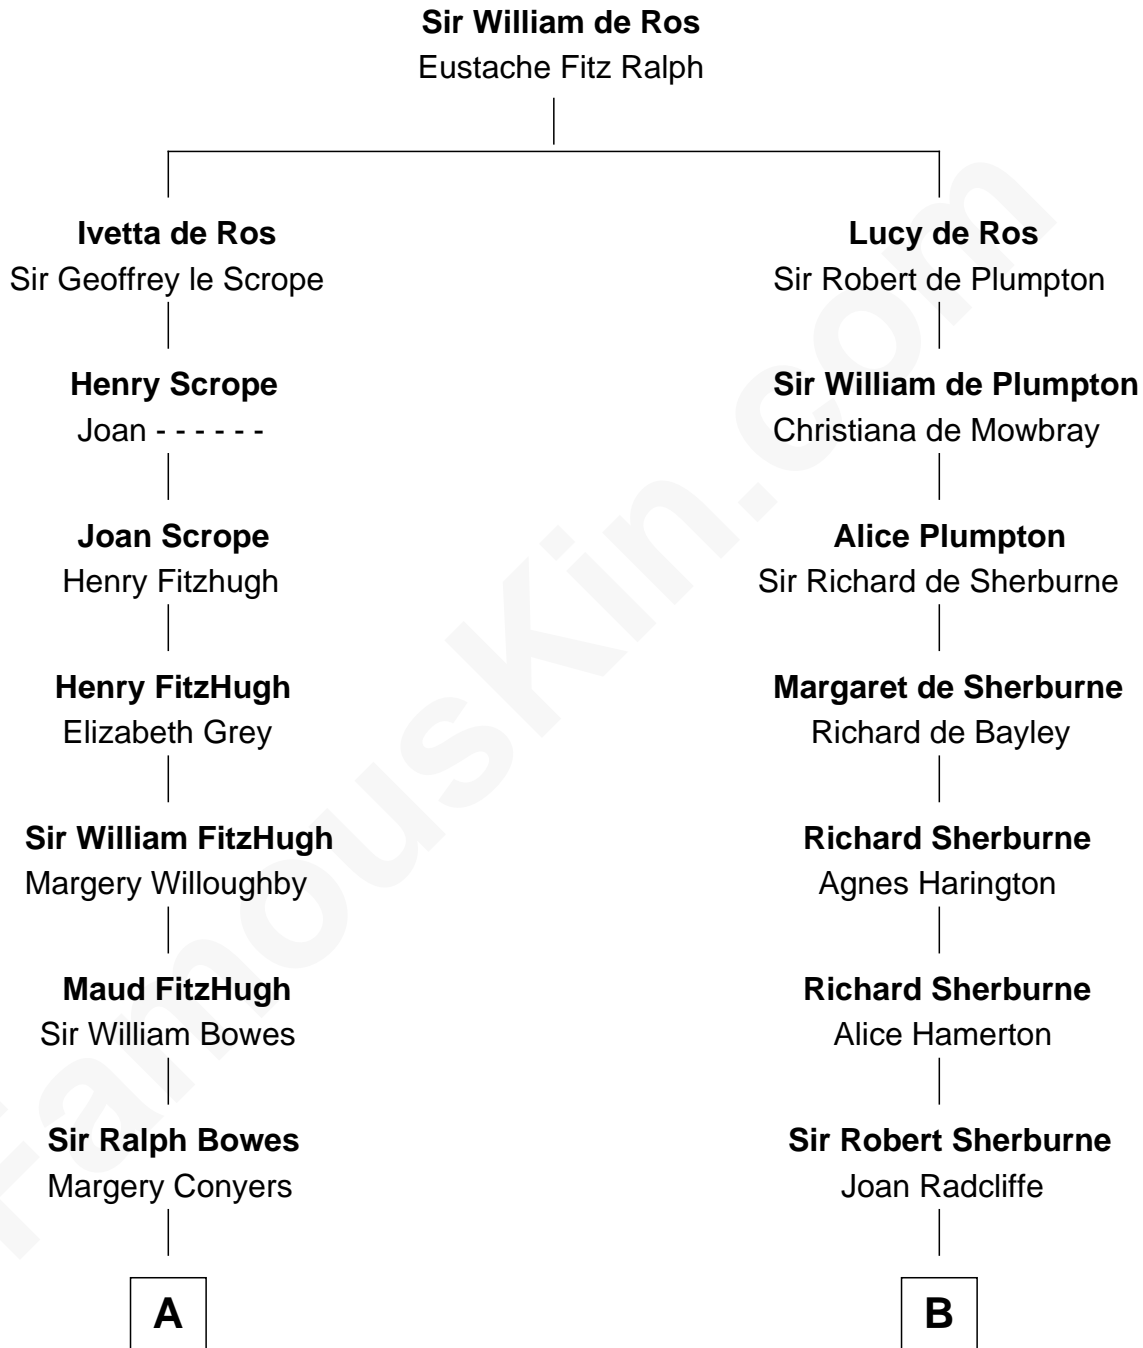 Sir William de Ros
Eustache Fitz Ralph
Ivetta de Ros
Sir Geoffrey le Scrope
Lucy de Ros
Sir Robert de Plumpton
Henry Scrope
Joan - - - - - -
Sir William de Plumpton
Christiana de Mowbray
Joan Scrope
Henry Fitzhugh
Alice Plumpton
Sir Richard de Sherburne
Henry FitzHugh
Elizabeth Grey
Margaret de Sherburne
Richard de Bayley
Sir William FitzHugh
Margery Willoughby
Richard Sherburne
Agnes Harington
Maud FitzHugh
Sir William Bowes
Richard Sherburne
Alice Hamerton
Sir Ralph Bowes
Margery Conyers
Sir Robert Sherburne
Joan Radcliffe
A
B
FamousKin.com